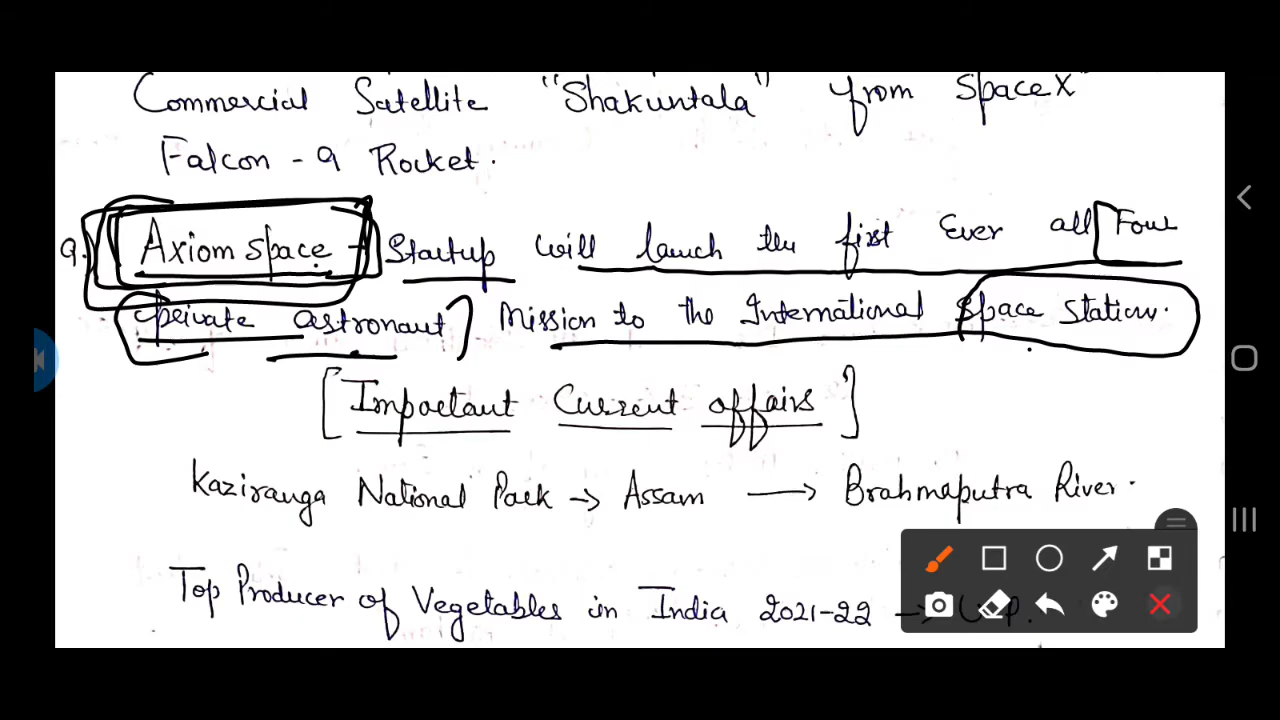 Commercial Satellite "Shakuntala" from SpaceX"
Falcon - 9 Rocket.
9. Axiom space - Startup will launch the first Ever all Four
private astronaut Mission to the International space station.
[Important Current affairs]
Kaziranga National Park → Assam → Brahmaputra River.
Top Producer of Vegetables in India 2021-22 → U.P.